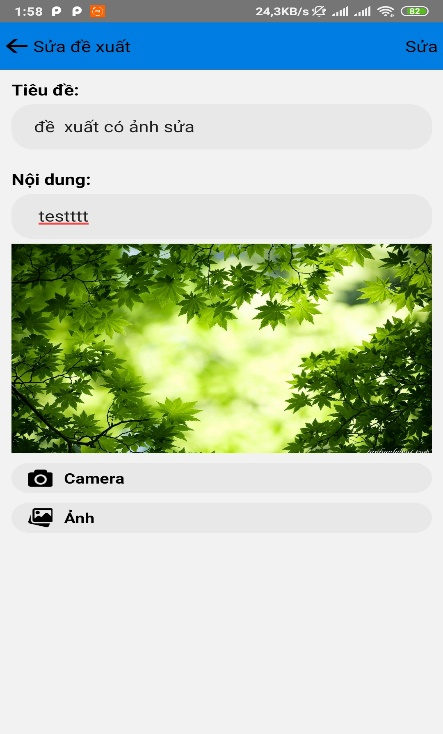 1:58 24,3KB/s 82
Sửa đề xuất Sửa
Tiêu đề:
đề  xuất có ảnh sửa
Nội dung:
testttt
Camera
Ảnh